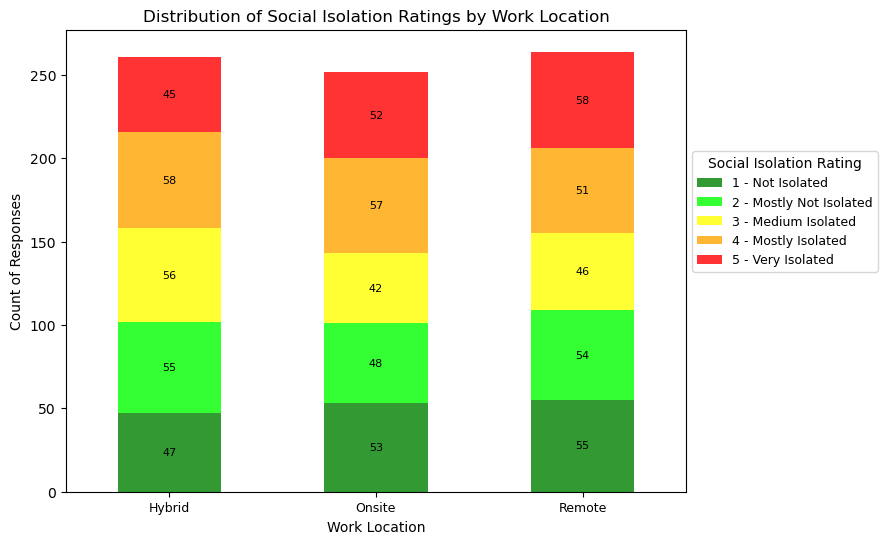 Distribution of Social Isolation Ratings by Work Location
Count of Responses
250
200
150
100
50
0
45
58
56
55
47
52
57
42
48
53
58
51
46
54
55
Hybrid
Onsite
Remote
Work Location
Social Isolation Rating
1 - Not Isolated
2 - Mostly Not Isolated
3 - Medium Isolated
4 - Mostly Isolated
5 - Very Isolated